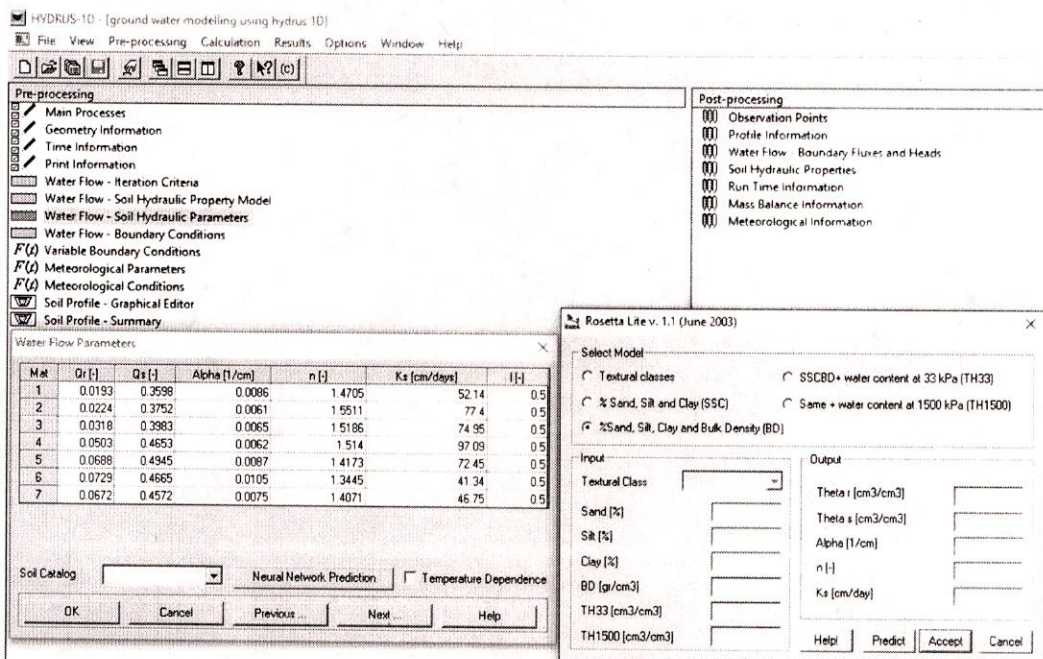 HYDRUS-1D - [ground water modelling using hydrus 1D]
File View Pre-processing Calculation Results Options Window Help
Pre-processing
Main Processes
Geometry Information
Time Information
Print Information
Water Flow - Iteration Criteria
Water Flow - Soil Hydraulic Property Model
Water Flow - Soil Hydraulic Parameters
Water Flow - Boundary Conditions
F(t) Variable Boundary Conditions
F(t) Meteorological Parameters
F(t) Meteorological Conditions
Soil Profile - Graphical Editor
Soil Profile - Summary
Post-processing
Observation Points
Profile Information
Water Flow - Boundary Fluxes and Heads
Soil Hydraulic Properties
Run Time Information
Mass Balance Information
Meteorological Information
Water Flow Parameters
Mat Qr [-] Qs [-] Alpha [1/cm] n [-] Ks [cm/days] l [-]
1 0.0193 0.3598 0.0086 1.4705 52.14 0.5
2 0.0224 0.3752 0.0061 1.5511 77.4 0.5
3 0.0318 0.3983 0.0065 1.5186 74.95 0.5
4 0.0503 0.4653 0.0062 1.514 97.09 0.5
5 0.0688 0.4945 0.0087 1.4173 72.45 0.5
6 0.0729 0.4665 0.0105 1.3445 41.34 0.5
7 0.0672 0.4572 0.0075 1.4071 46.75 0.5
Soil Catalog
Neural Network Prediction
Temperature Dependence
OK Cancel Previous ... Next ... Help
Rosetta Lite v. 1.1 (June 2003)
Select Model
Textural classes
% Sand, Silt and Clay (SSC)
%Sand, Silt, Clay and Bulk Density (BD)
SSCBD+ water content at 33 kPa (TH33)
Same + water content at 1500 kPa (TH1500)
Input
Textural Class
Sand [%]
Silt [%]
Clay [%]
BD [gr/cm3]
TH33 [cm3/cm3]
TH1500 [cm3/cm3]
Output
Theta r [cm3/cm3]
Theta s [cm3/cm3]
Alpha [1/cm]
n [-]
Ks [cm/day]
Help! Predict Accept Cancel